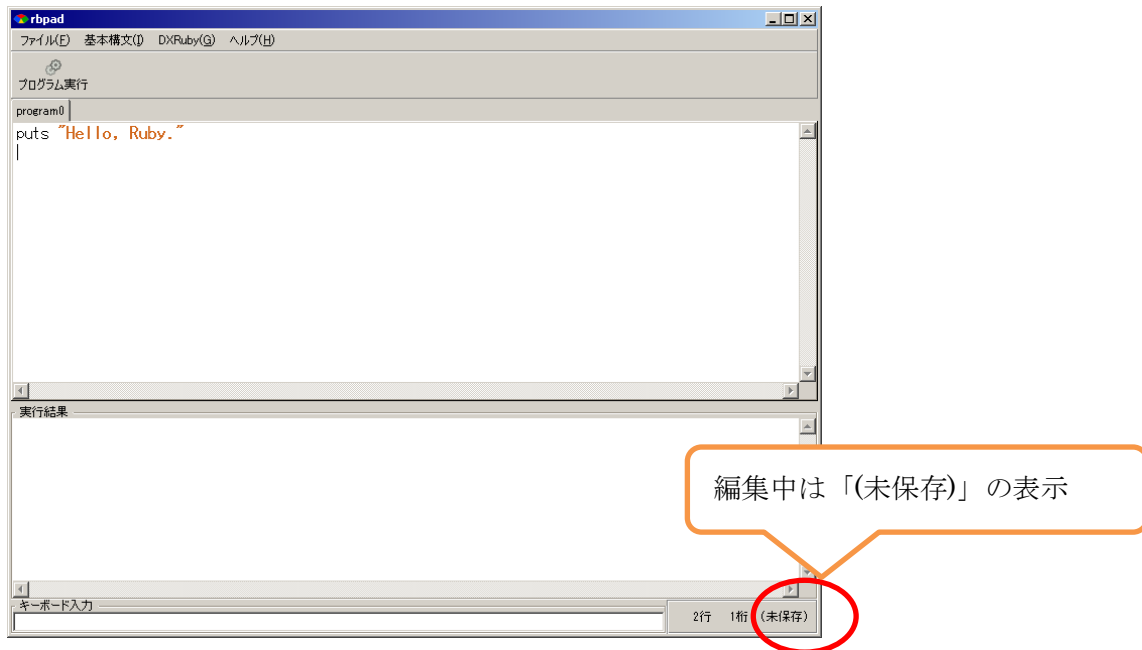 rbpad
ファイル(F) 基本構文(I) DXRuby(G) ヘルプ(H)
プログラム実行
program0
puts "Hello, Ruby."
実行結果
編集中は「(未保存)」の表示
キーボード入力
2行 1桁 (未保存)